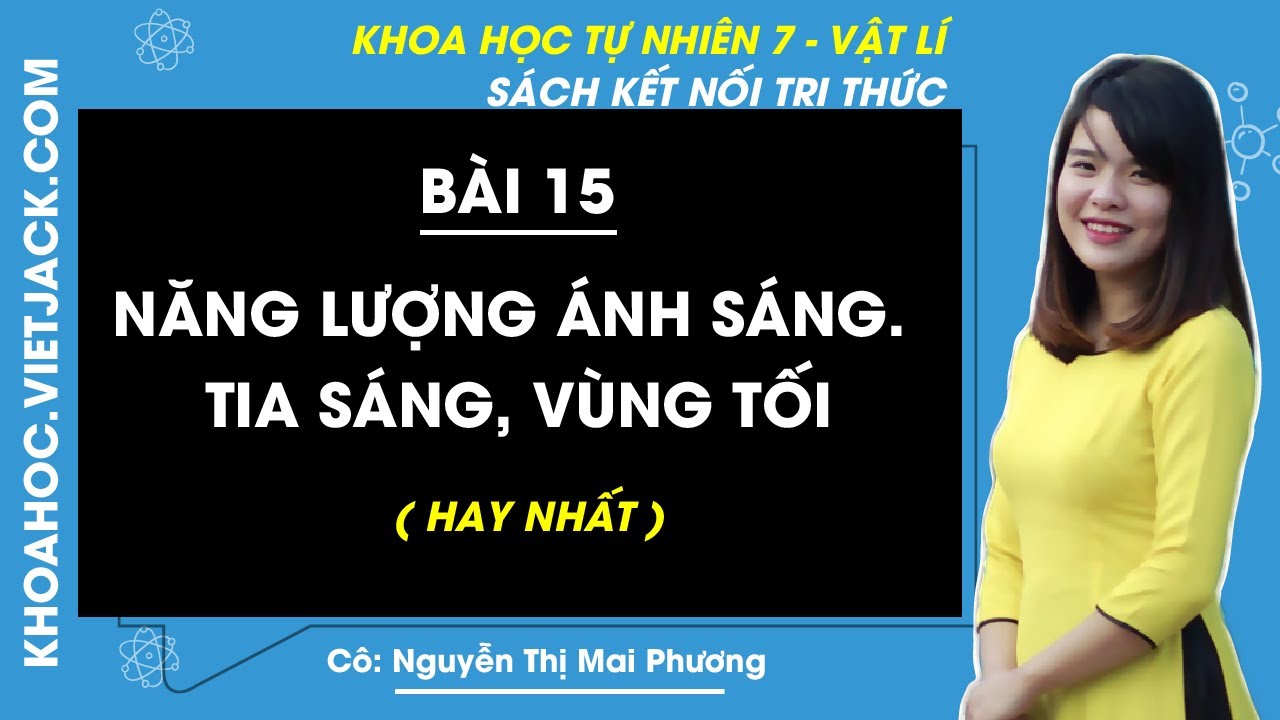 KHOA HỌC TỰ NHIÊN 7 - VẬT LÍ
SÁCH KẾT NỐI TRI THỨC
KHOAHOC.VIETJACK.COM
BÀI 15
NĂNG LƯỢNG ÁNH SÁNG.
TIA SÁNG, VÙNG TỐI
( HAY NHẤT )
Cô: Nguyễn Thị Mai Phương